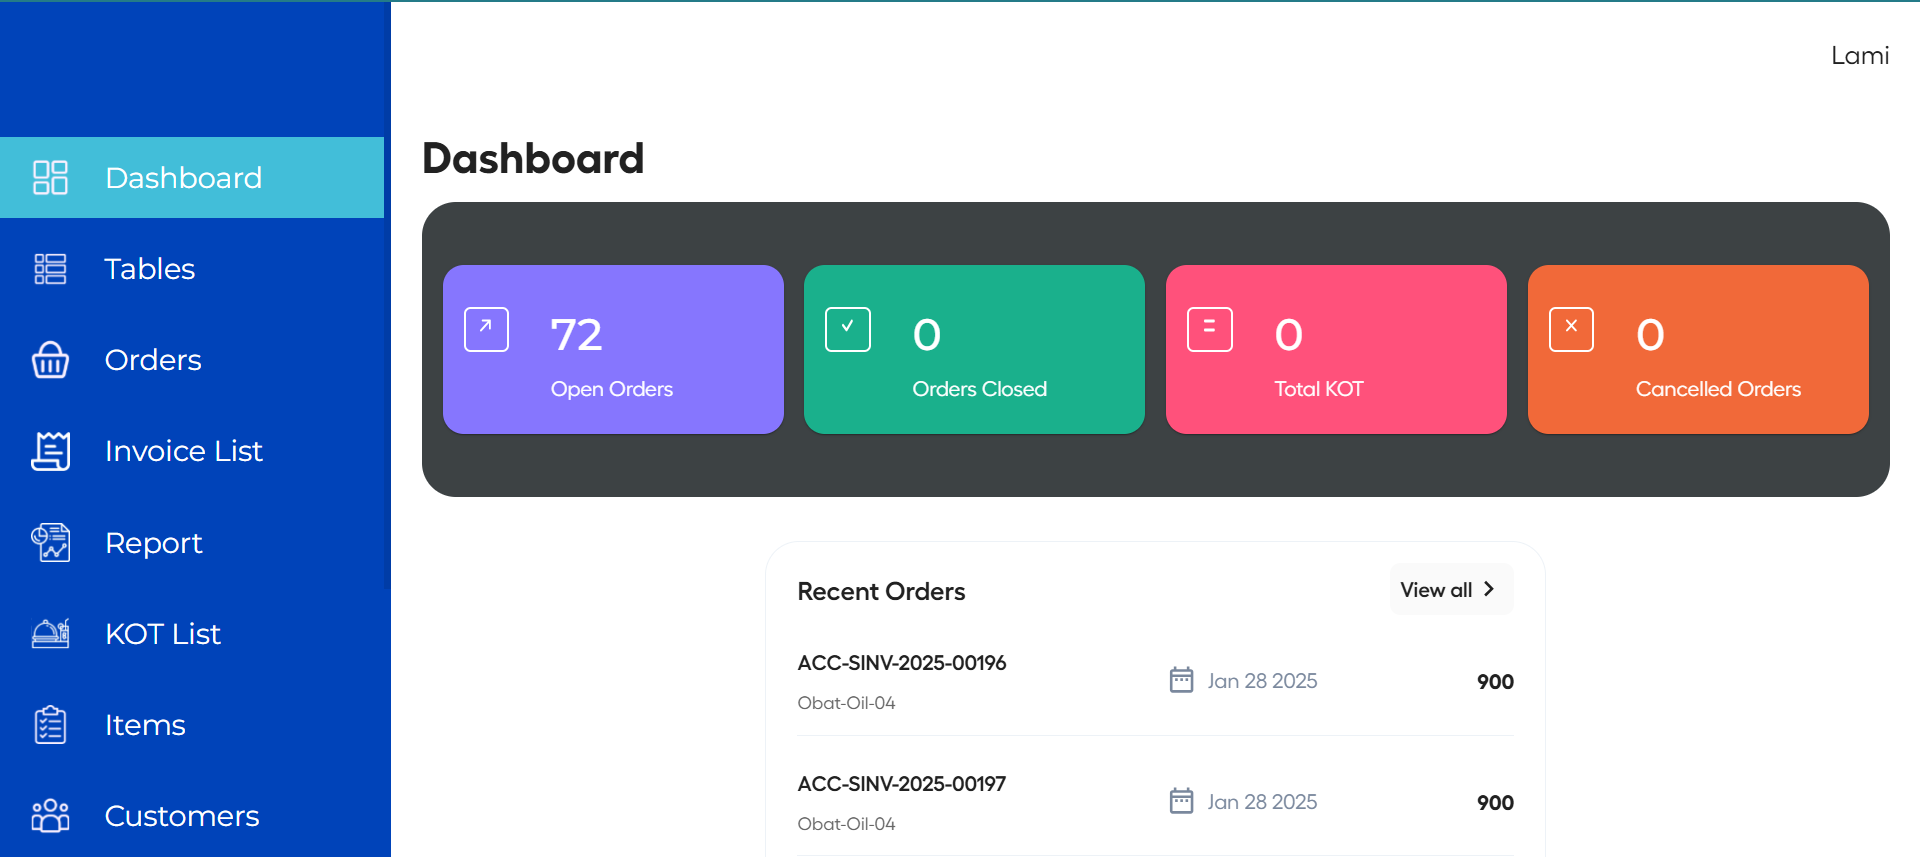 Lami
Dashboard
Tables
Orders
Invoice List
Report
KOT List
Items
Customers
Dashboard
72
Open Orders
0
Orders Closed
0
Total KOT
0
Cancelled Orders
Recent Orders
View all
ACC-SINV-2025-00196
Obat-Oil-04
Jan 28 2025
900
ACC-SINV-2025-00197
Obat-Oil-04
Jan 28 2025
900